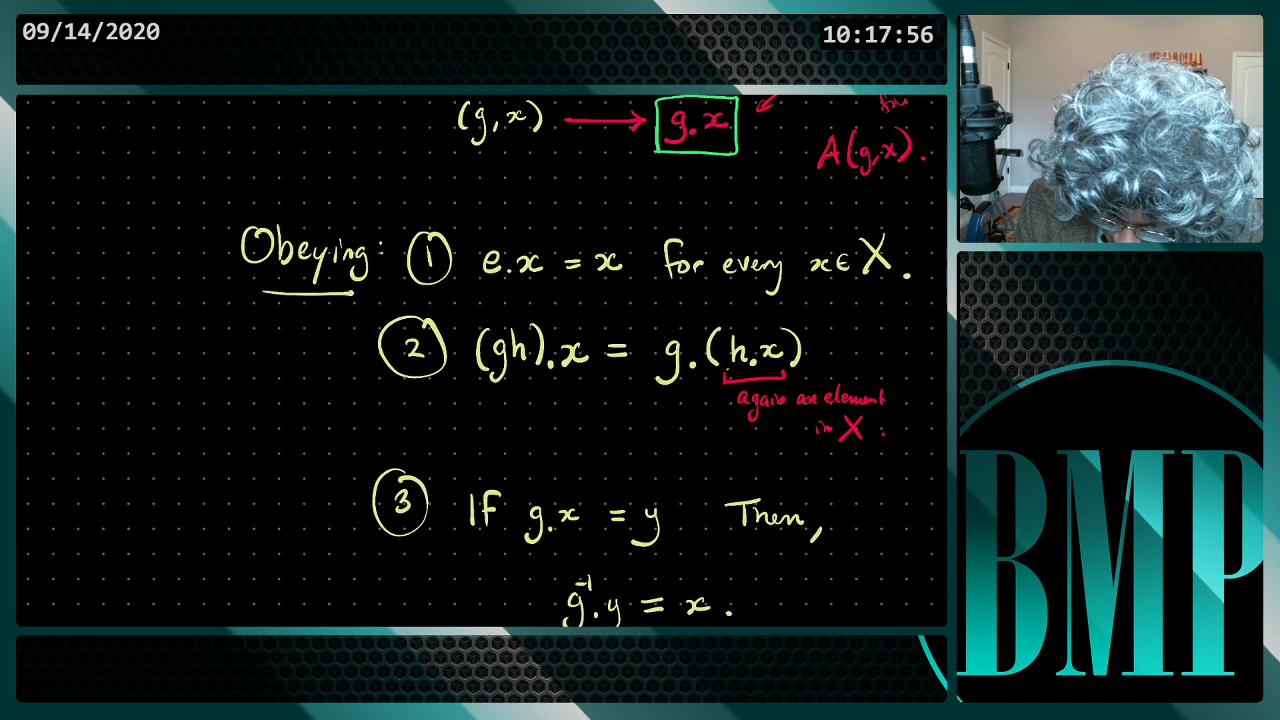 09/14/2020
10:17:56
(g,x) → g.x
A(g,x).
Obeying: ① e.x = x for every x ∈ X.
② (gh).x = g.(h.x)
again an element
in X.
③ If g.x = y Then,
g⁻¹.y = x.
BMP